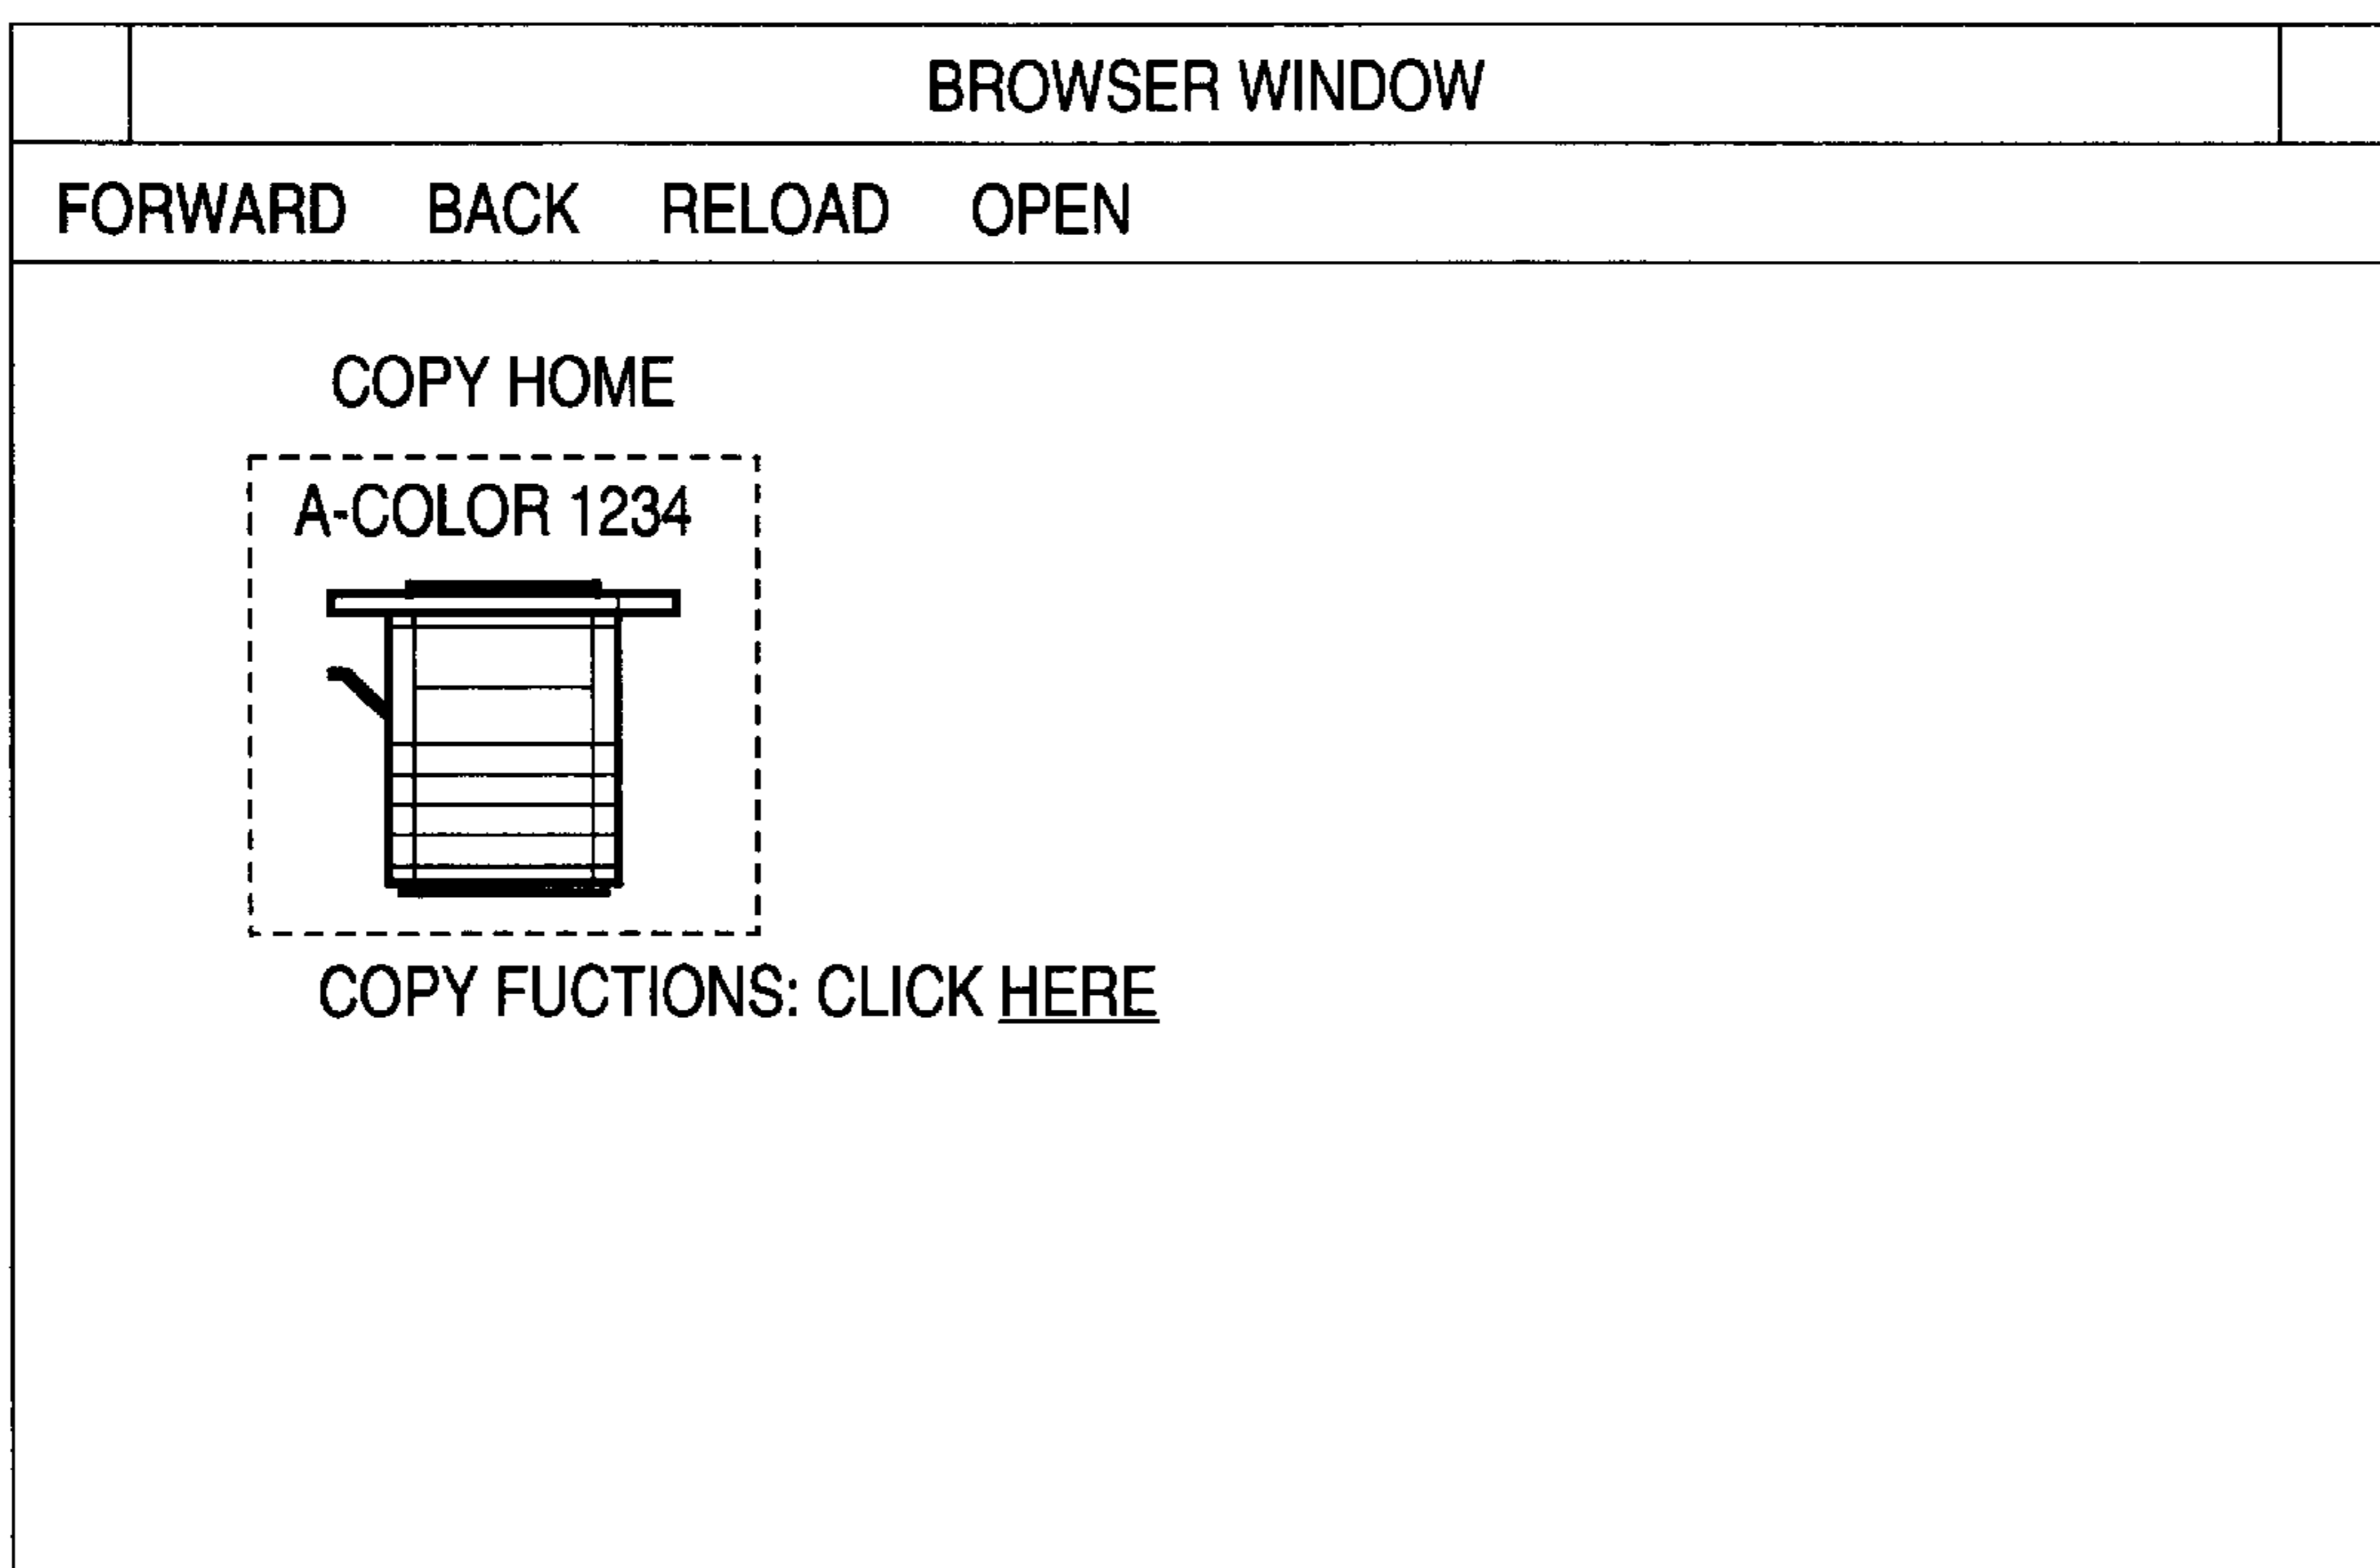 BROWSER WINDOW
FORWARD BACK RELOAD OPEN
COPY HOME
A-COLOR 1234
COPY FUCTIONS: CLICK HERE